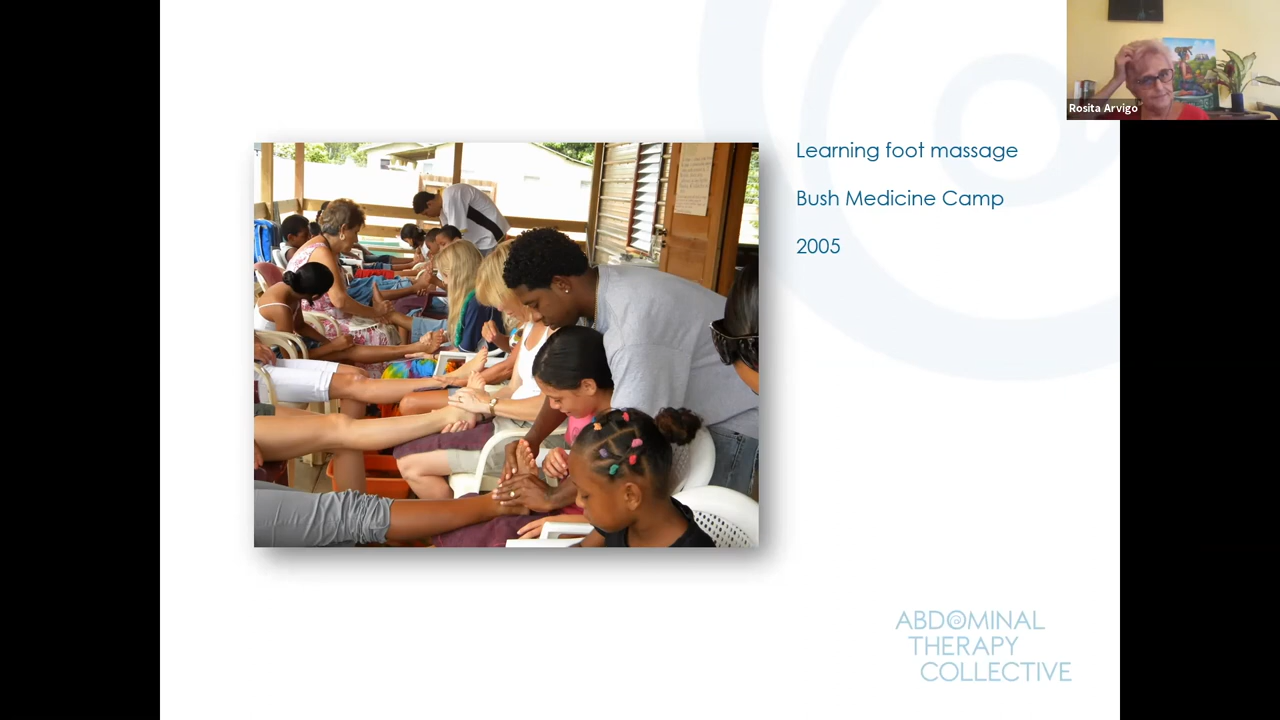 Rosita Arvigo
Learning foot massage
Bush Medicine Camp
2005
ABDOMINAL
THERAPY
COLLECTIVE